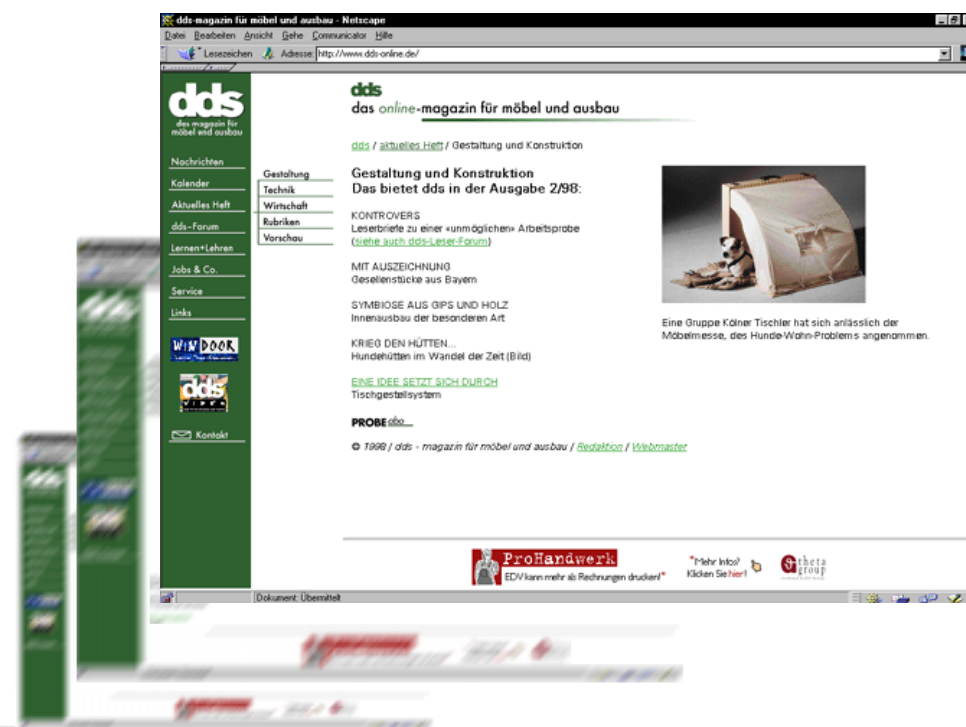 dds-magazin für möbel und ausbau - Netscape
Datei Bearbeiten Ansicht Gehe Communicator Hilfe
Lesezeichen Adresse: http://www.dds-online.de/
dds
das magazin für
möbel und ausbau
Nachrichten
Kalender
Aktuelles Heft
dds-Forum
Lernen+Lehren
Jobs & Co.
Service
Links
WINDOOR
dds
VIDEO
Kontakt
Gestaltung
Technik
Wirtschaft
Rubriken
Vorschau
dds
das online-magazin für möbel und ausbau
dds / aktuelles Heft / Gestaltung und Konstruktion
Gestaltung und Konstruktion
Das bietet dds in der Ausgabe 2/98:
KONTROVERS
Leserbriefe zu einer «unmöglichen» Arbeitsprobe
(siehe auch dds-Leser-Forum)
MIT AUSZEICHNUNG
Gesellenstücke aus Bayern
SYMBIOSE AUS GIPS UND HOLZ
Innenausbau der besonderen Art
KRIEG DEN HÜTTEN...
Hundehütten im Wandel der Zeit (Bild)
EINE IDEE SETZT SICH DURCH
Tischgestellsystem
PROBE abo
© 1998 / dds - magazin für möbel und ausbau / Redaktion / Webmaster
Eine Gruppe Kölner Tischler hat sich anlässlich der
Möbelmesse, des Hunde-Wohn-Problems angenommen.
ProHandwerk
EDV kann mehr als Rechnungen drucken!*
*Mehr Infos?
Klicken Sie hier!
theta
group
Dokument: Übermittelt